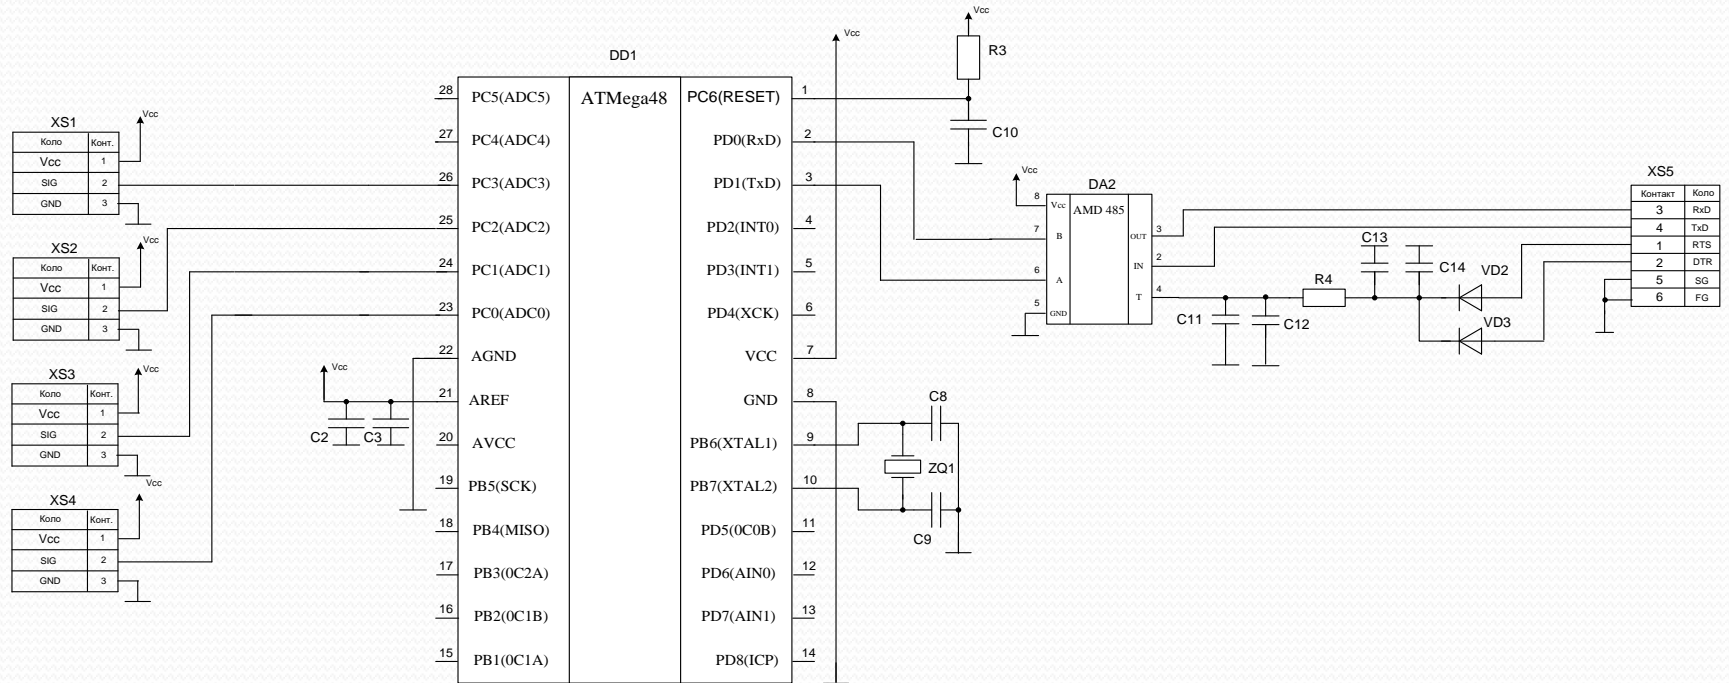 DD1
ATMega48
28 PC5(ADC5)
27 PC4(ADC4)
26 PC3(ADC3)
25 PC2(ADC2)
24 PC1(ADC1)
23 PC0(ADC0)
22 AGND
21 AREF
20 AVCC
19 PB5(SCK)
18 PB4(MISO)
17 PB3(0C2A)
16 PB2(0C1B)
15 PB1(0C1A)
PC6(RESET) 1
PD0(RxD) 2
PD1(TxD) 3
PD2(INT0) 4
PD3(INT1) 5
PD4(XCK) 6
VCC 7
GND 8
PB6(XTAL1) 9
PB7(XTAL2) 10
PD5(0C0B) 11
PD6(AIN0) 12
PD7(AIN1) 13
PD8(ICP) 14
XS1
Коло Конт.
Vcc 1
SIG 2
GND 3
Vcc
XS2
Коло Конт.
Vcc 1
SIG 2
GND 3
Vcc
XS3
Коло Конт.
Vcc 1
SIG 2
GND 3
Vcc
XS4
Коло Конт.
Vcc 1
SIG 2
GND 3
Vcc
Vcc
C2
C3
Vcc
Vcc
R3
C10
C8
ZQ1
C9
Vcc
DA2
AMD 485
8 Vcc
7 B
6 A
5 GND
OUT 3
IN 2
T 4
C11
C12
R4
C13
C14
VD2
VD3
XS5
Контакт Коло
3 RxD
4 TxD
1 RTS
2 DTR
5 SG
6 FG